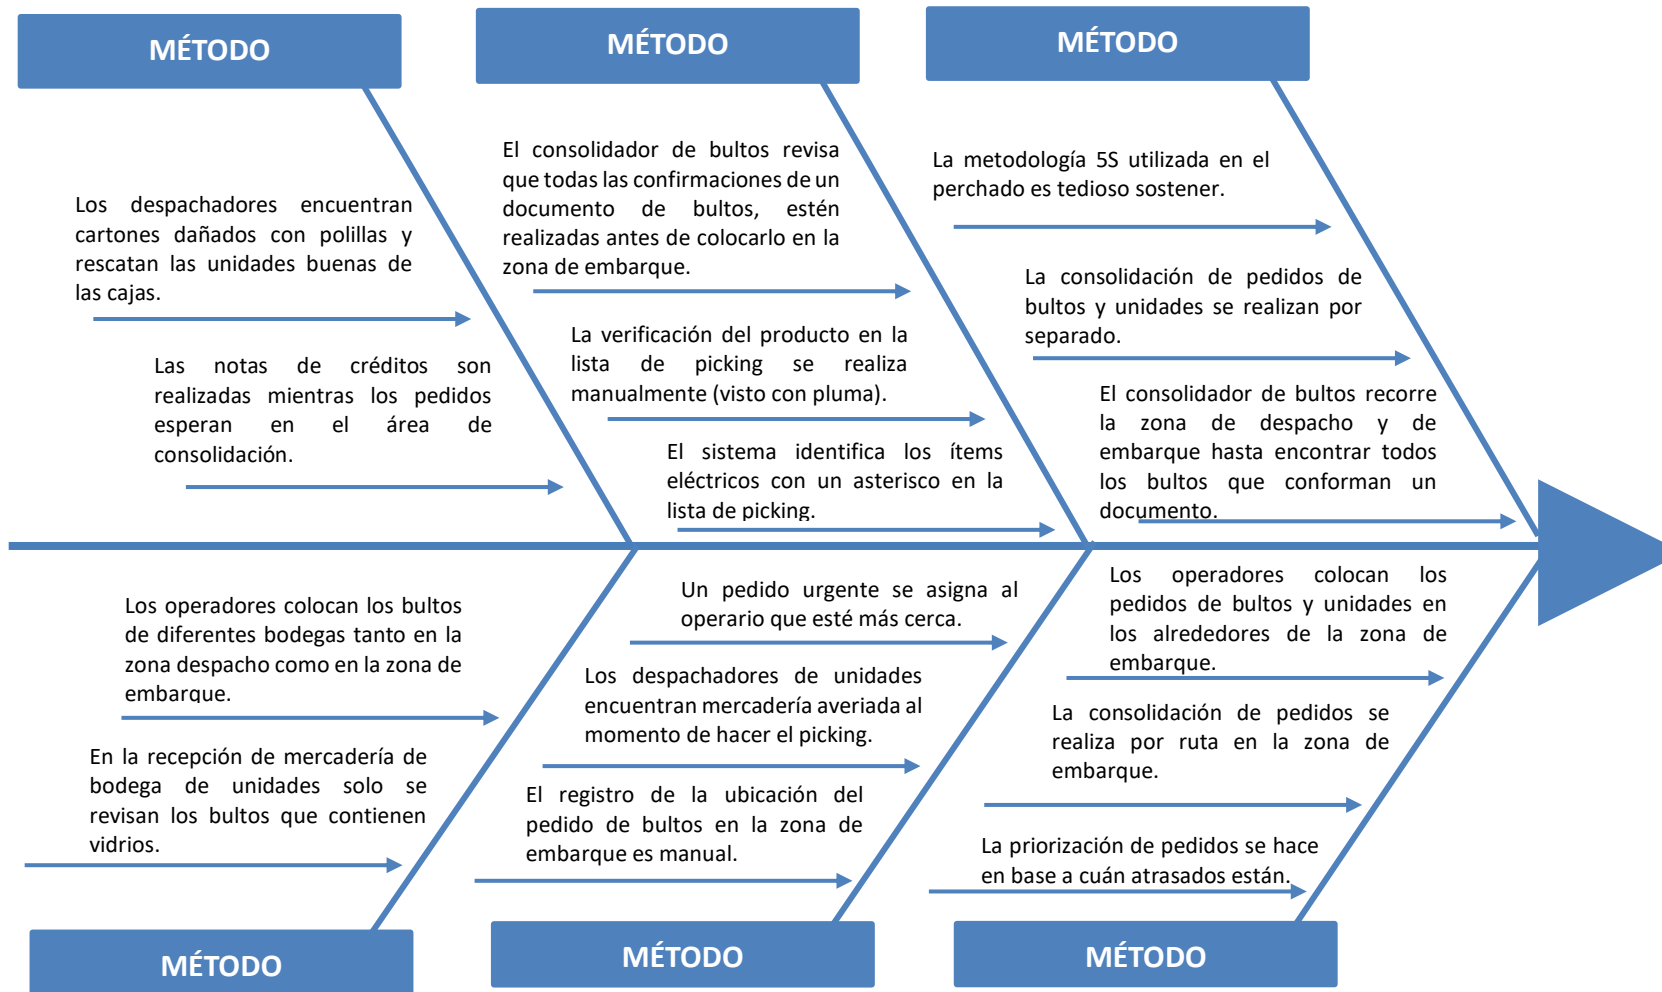 MÉTODO
Los despachadores encuentran
cartones dañados con polillas y
rescatan las unidades buenas de
las cajas.
Las notas de créditos son
realizadas mientras los pedidos
esperan en el área de
consolidación.
MÉTODO
El consolidador de bultos revisa
que todas las confirmaciones de un
documento de bultos, estén
realizadas antes de colocarlo en la
zona de embarque.
La verificación del producto en la
lista de picking se realiza
manualmente (visto con pluma).
El sistema identifica los ítems
eléctricos con un asterisco en la
lista de picking.
MÉTODO
La metodología 5S utilizada en el
perchado es tedioso sostener.
La consolidación de pedidos de
bultos y unidades se realizan por
separado.
El consolidador de bultos recorre
la zona de despacho y de
embarque hasta encontrar todos
los bultos que conforman un
documento.
Los operadores colocan los bultos
de diferentes bodegas tanto en la
zona despacho como en la zona de
embarque.
En la recepción de mercadería de
bodega de unidades solo se
revisan los bultos que contienen
vidrios.
MÉTODO
Un pedido urgente se asigna al
operario que esté más cerca.
Los despachadores de unidades
encuentran mercadería averiada al
momento de hacer el picking.
El registro de la ubicación del
pedido de bultos en la zona de
embarque es manual.
MÉTODO
Los operadores colocan los
pedidos de bultos y unidades en
los alrededores de la zona de
embarque.
La consolidación de pedidos se
realiza por ruta en la zona de
embarque.
La priorización de pedidos se hace
en base a cuán atrasados están.
MÉTODO